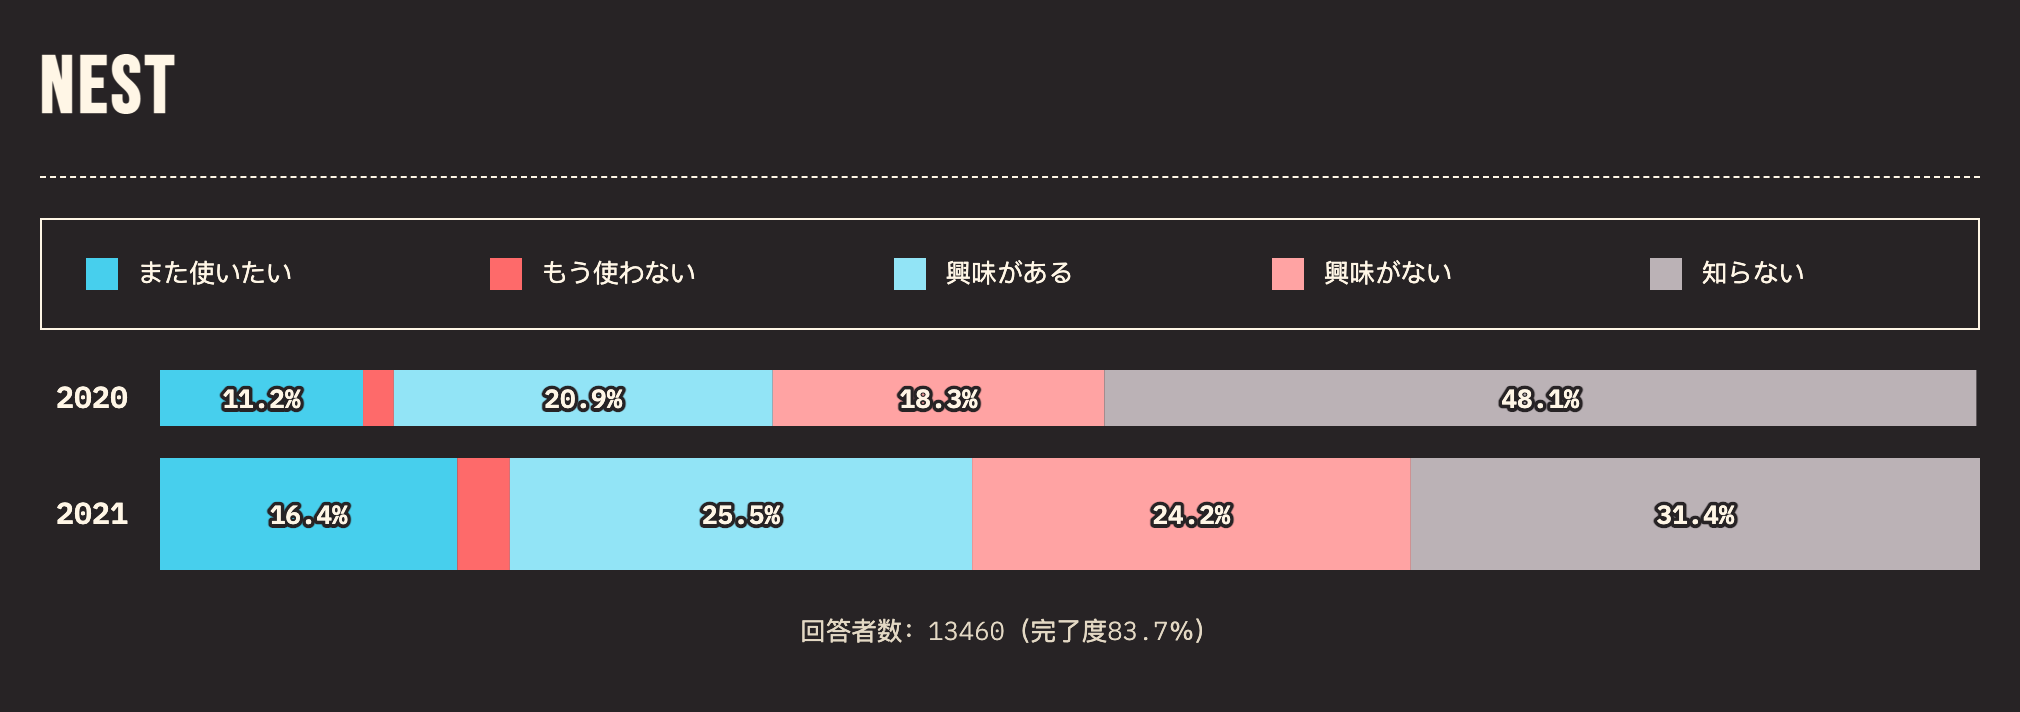 NEST
また使いたい もう使わない 興味がある 興味がない 知らない
2020 11.2% 20.9% 18.3% 48.1%
2021 16.4% 25.5% 24.2% 31.4%
回答者数: 13460 (完了度83.7%)